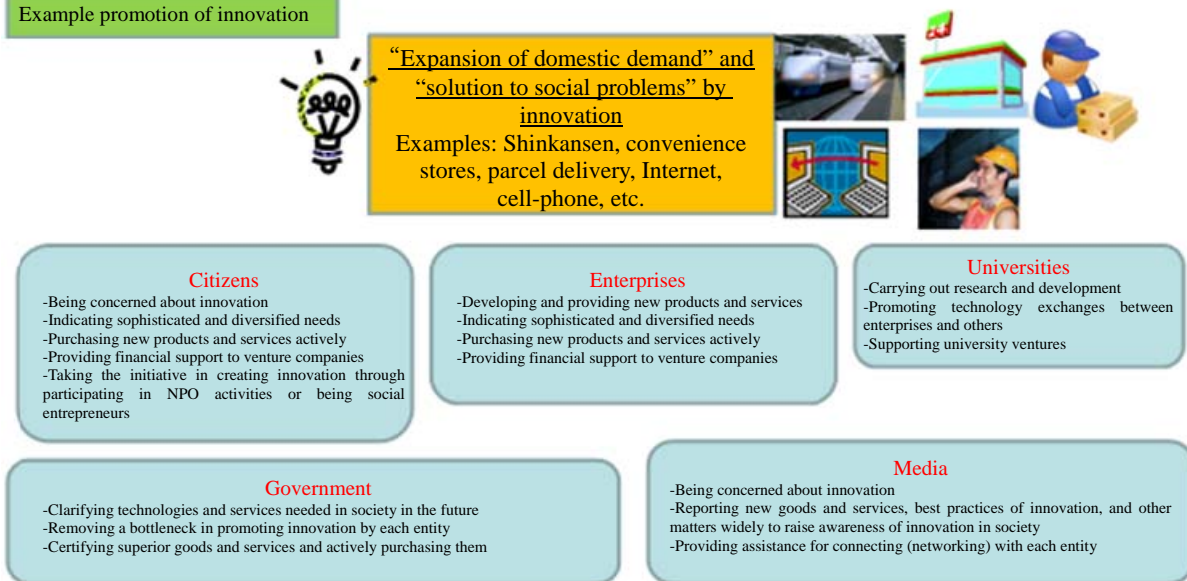 Example promotion of innovation
“Expansion of domestic demand” and
“solution to social problems” by
innovation
Examples: Shinkansen, convenience
stores, parcel delivery, Internet,
cell-phone, etc.
Citizens
-Being concerned about innovation
-Indicating sophisticated and diversified needs
-Purchasing new products and services actively
-Providing financial support to venture companies
-Taking the initiative in creating innovation through
participating in NPO activities or being social
entrepreneurs
Enterprises
-Developing and providing new products and services
-Indicating sophisticated and diversified needs
-Purchasing new products and services actively
-Providing financial support to venture companies
Universities
-Carrying out research and development
-Promoting technology exchanges between
enterprises and others
-Supporting university ventures
Government
-Clarifying technologies and services needed in society in the future
-Removing a bottleneck in promoting innovation by each entity
-Certifying superior goods and services and actively purchasing them
Media
-Being concerned about innovation
-Reporting new goods and services, best practices of innovation, and other
matters widely to raise awareness of innovation in society
-Providing assistance for connecting (networking) with each entity